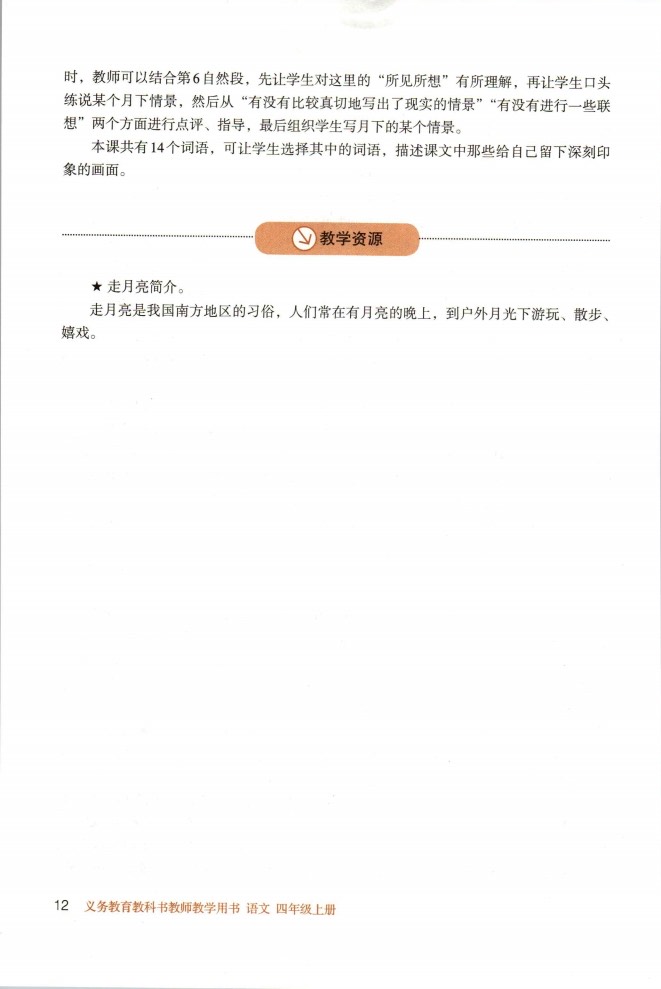 时，教师可以结合第6自然段，先让学生对这里的“所见所想”有所理解，再让学生口头
练说某个月下情景，然后从“有没有比较真切地写出了现实的情景”“有没有进行一些联
想”两个方面进行点评、指导，最后组织学生写月下的某个情景。
本课共有14个词语，可让学生选择其中的词语，描述课文中那些给自己留下深刻印
象的画面。
教学资源
★ 走月亮简介。
走月亮是我国南方地区的习俗，人们常在有月亮的晚上，到户外月光下游玩、散步、
嬉戏。
12 义务教育教科书教师教学用书 语文 四年级上册